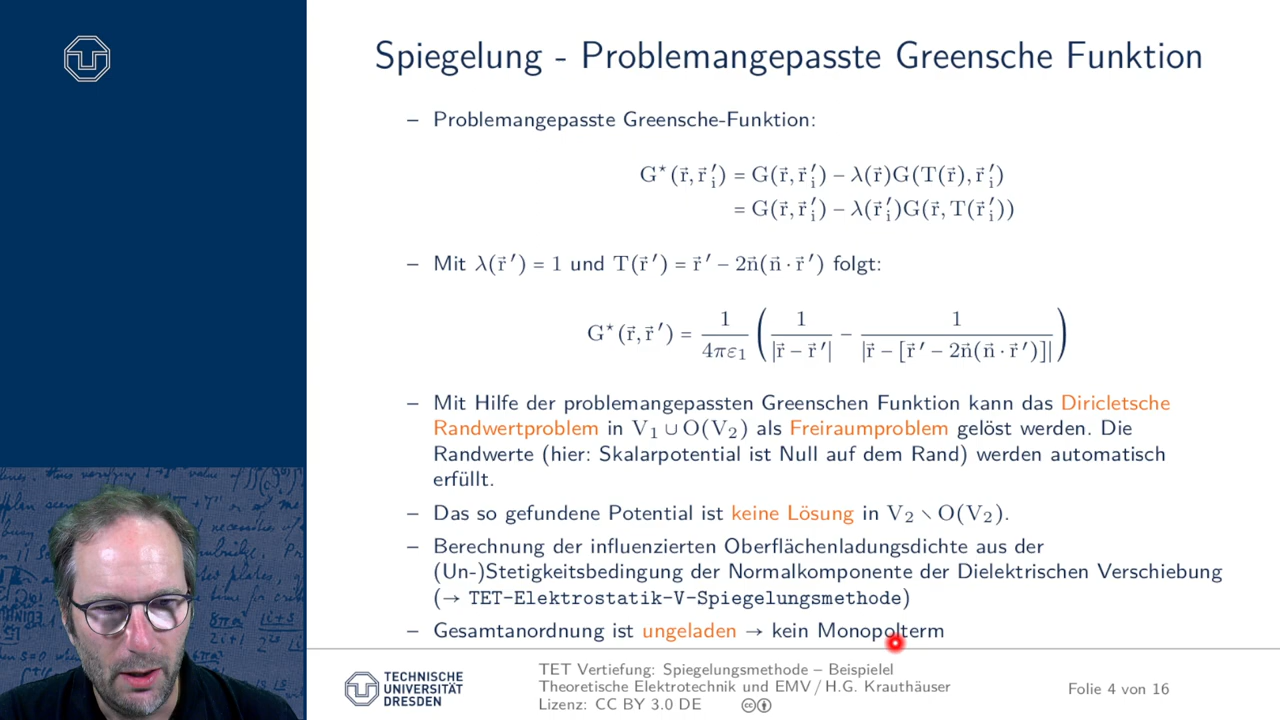 Spiegelung - Problemangepasste Greensche Funktion
– Problemangepasste Greensche-Funktion:
G⋆(r⃗, r⃗ᵢ′) = G(r⃗, r⃗ᵢ′) – λ(r⃗)G(T(r⃗), r⃗ᵢ′)
= G(r⃗, r⃗ᵢ′) – λ(r⃗ᵢ′)G(r⃗, T(r⃗ᵢ′))
– Mit λ(r⃗ ′) = 1 und T(r⃗ ′) = r⃗ ′ – 2n⃗(n⃗ · r⃗ ′) folgt:
G⋆(r⃗, r⃗ ′) = 1/(4πε₁) ( 1/|r⃗ – r⃗ ′| – 1/|r⃗ – [r⃗ ′ – 2n⃗(n⃗ · r⃗ ′)]| )
– Mit Hilfe der problemangepassten Greenschen Funktion kann das Diricletsche
Randwertproblem in V₁ ∪ O(V₂) als Freiraumproblem gelöst werden. Die
Randwerte (hier: Skalarpotential ist Null auf dem Rand) werden automatisch
erfüllt.
– Das so gefundene Potential ist keine Lösung in V₂ ∖ O(V₂).
– Berechnung der influenzierten Oberflächenladungsdichte aus der
(Un-)Stetigkeitsbedingung der Normalkomponente der Dielektrischen Verschiebung
(→ TET-Elektrostatik-V-Spiegelungsmethode)
– Gesamtanordnung ist ungeladen → kein Monopolterm
TECHNISCHE
UNIVERSITÄT
DRESDEN
TET Vertiefung: Spiegelungsmethode – Beispielel
Theoretische Elektrotechnik und EMV / H.G. Krauthäuser
Lizenz: CC BY 3.0 DE
Folie 4 von 16